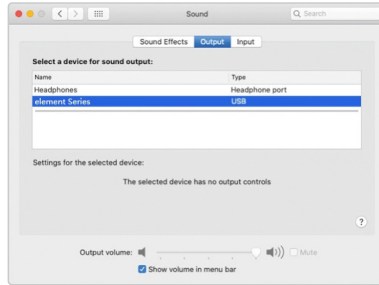 Sound
Search
Sound Effects Output Input
Select a device for sound output:
Name Type
Headphones Headphone port
element Series USB
Settings for the selected device:
The selected device has no output controls
?
Output volume: Mute
Show volume in menu bar